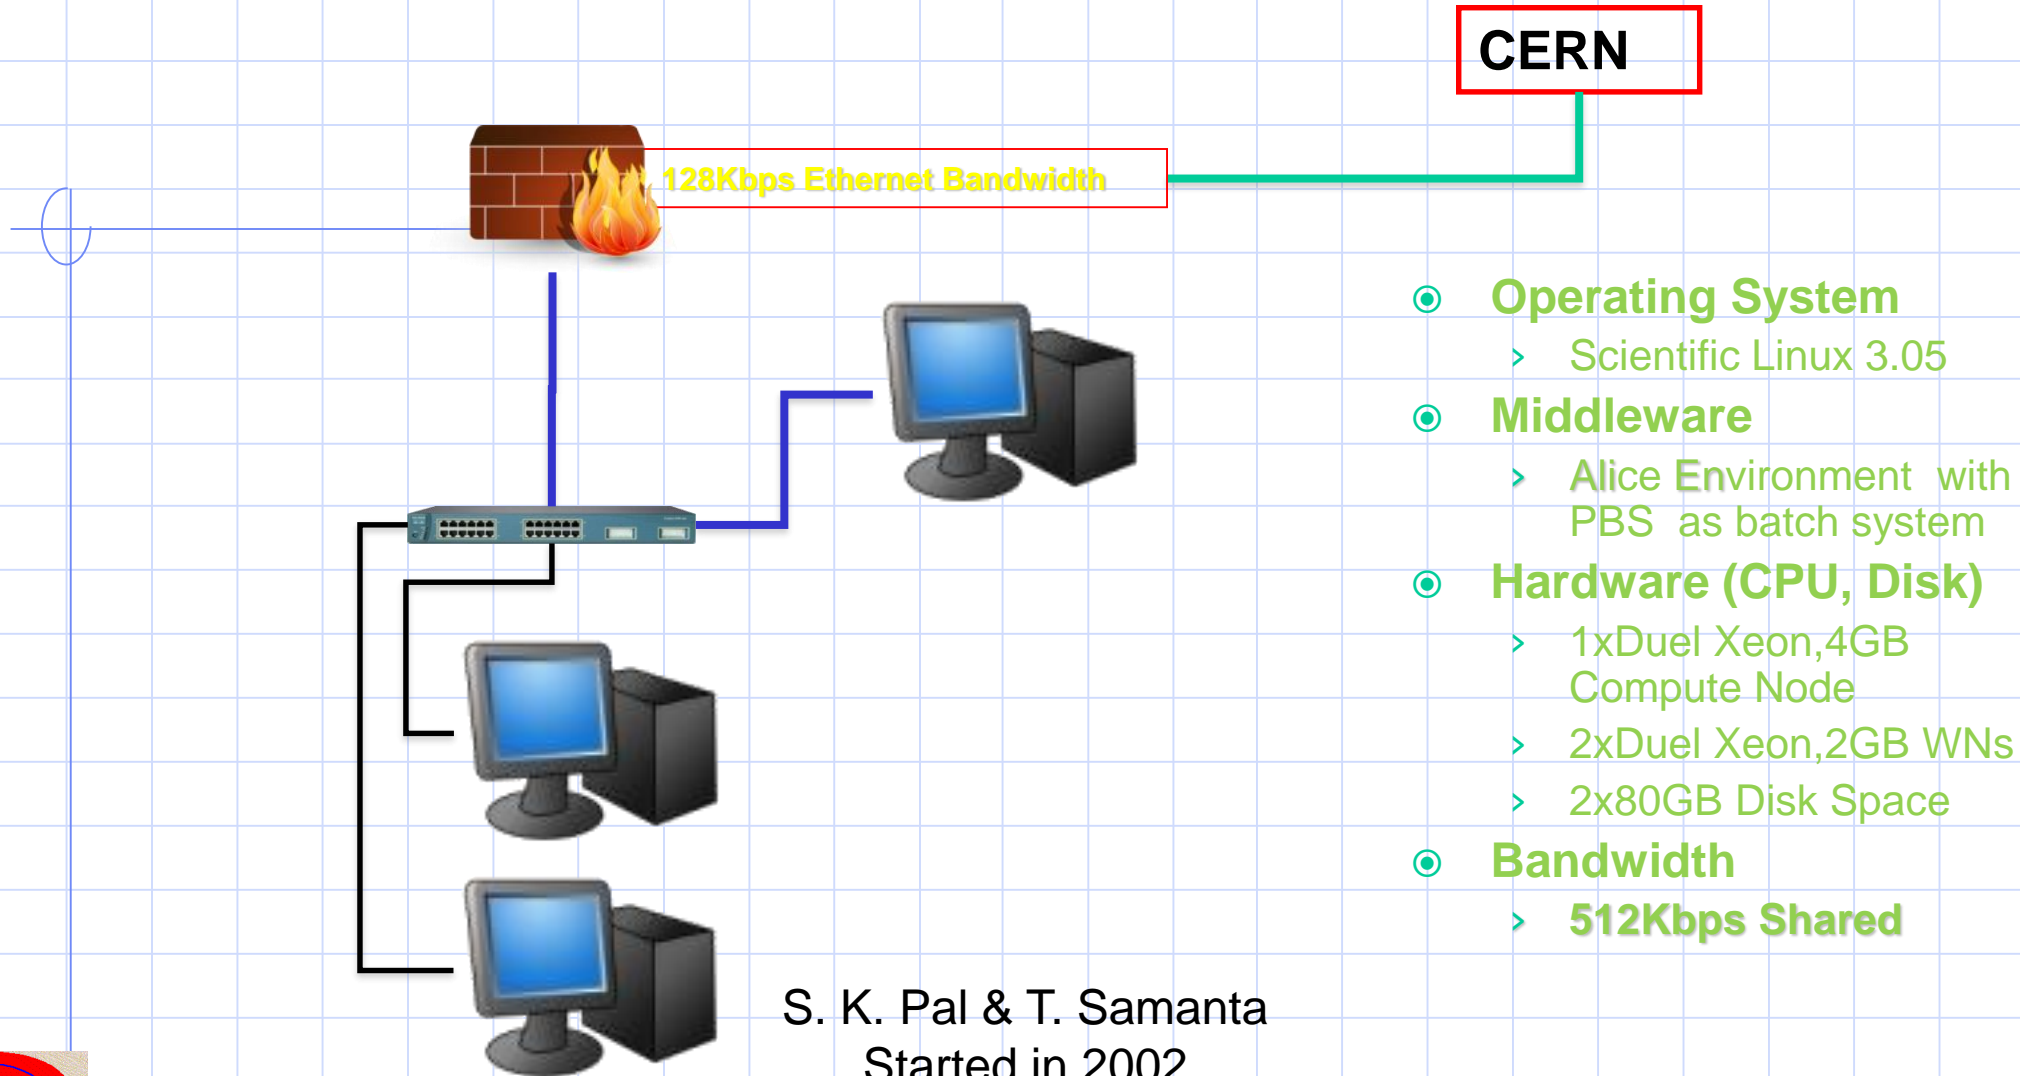 CERN
128Kbps Ethernet Bandwidth
Operating System
Scientific Linux 3.05
Middleware
Alice Environment with
PBS as batch system
Hardware (CPU, Disk)
1xDuel Xeon,4GB
Compute Node
2xDuel Xeon,2GB WNs
2x80GB Disk Space
Bandwidth
512Kbps Shared
S. K. Pal & T. Samanta
Started in 2002